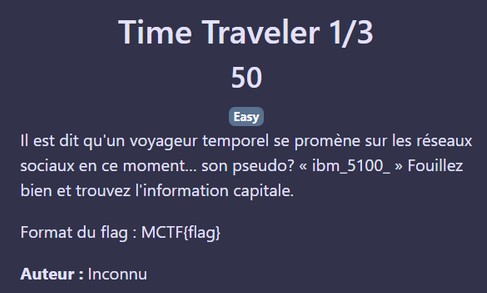 Time Traveler 1/3
50
Easy
Il est dit qu'un voyageur temporel se promène sur les réseaux
sociaux en ce moment... son pseudo? « ibm_5100_ » Fouillez
bien et trouvez l'information capitale.
Format du flag : MCTF{flag}
Auteur : Inconnu